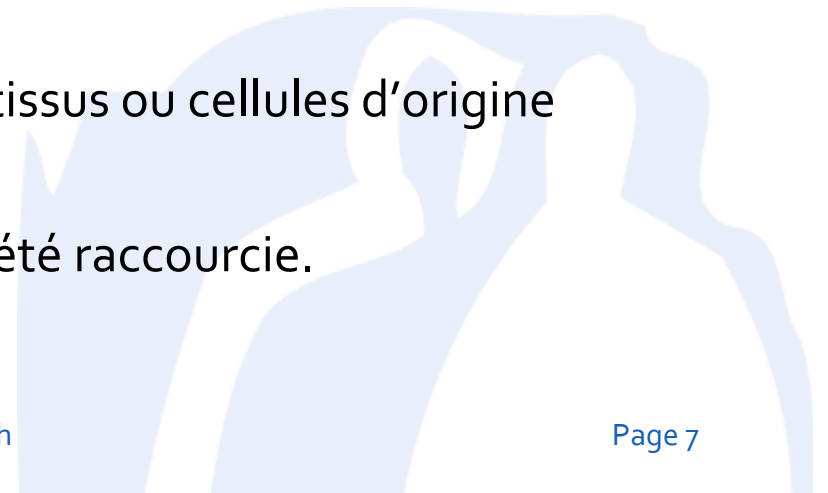 tissus ou cellules d'origine
été raccourcie.
h Page 7